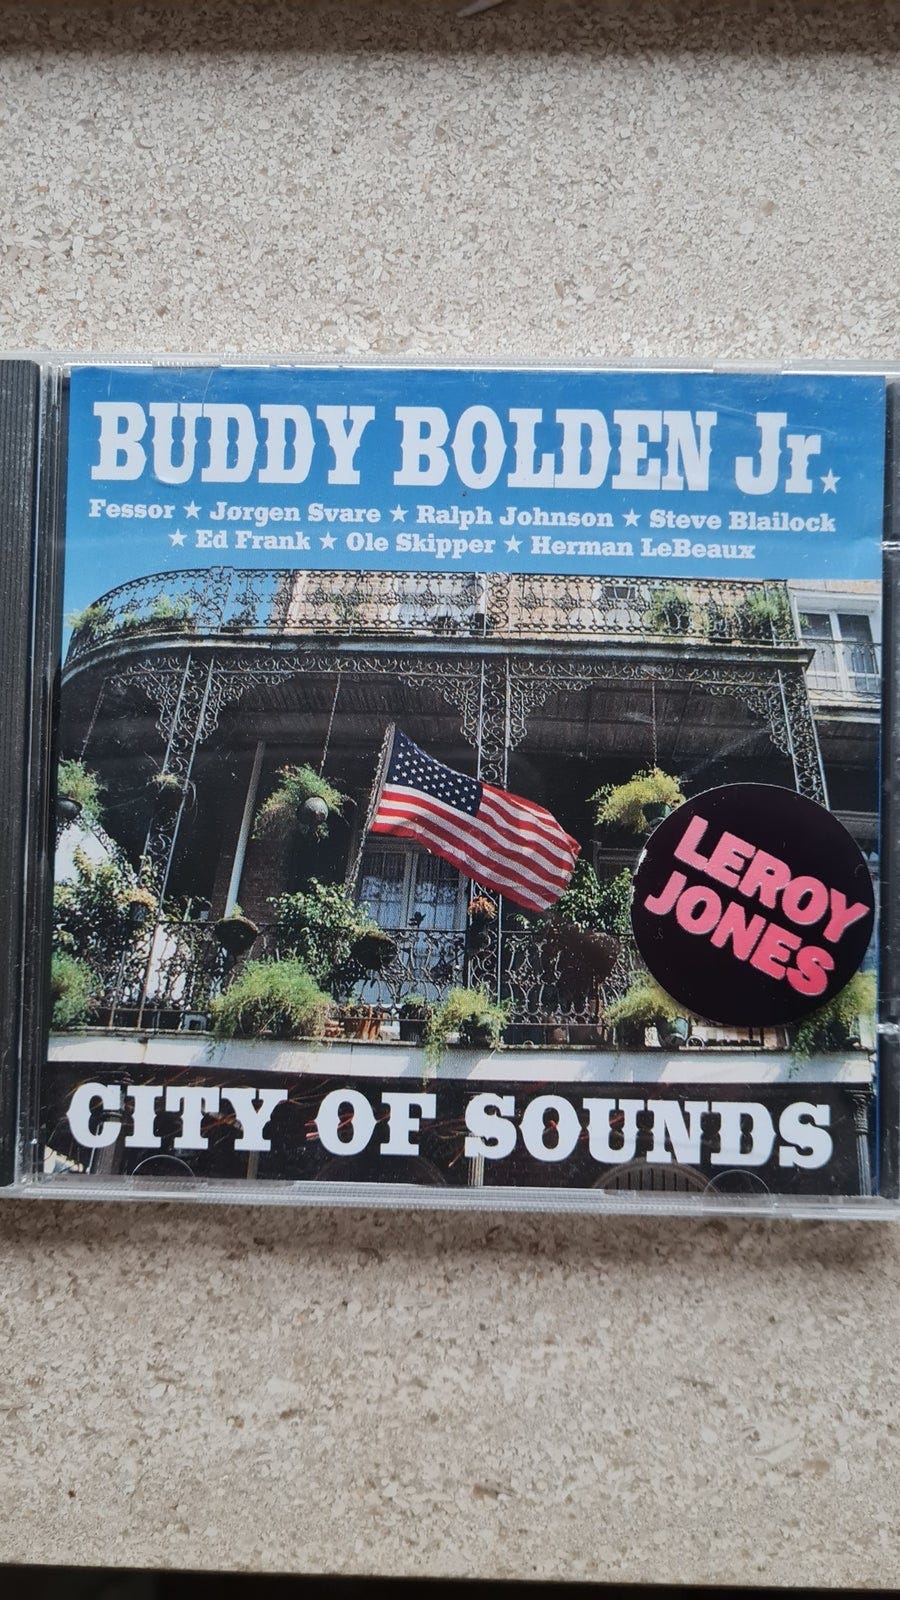 BUDDY BOLDEN Jr.
Fessor ★ Jørgen Svare ★ Ralph Johnson ★ Steve Blailock
★ Ed Frank ★ Ole Skipper ★ Herman LeBeaux
LEROY
JONES
CITY OF SOUNDS